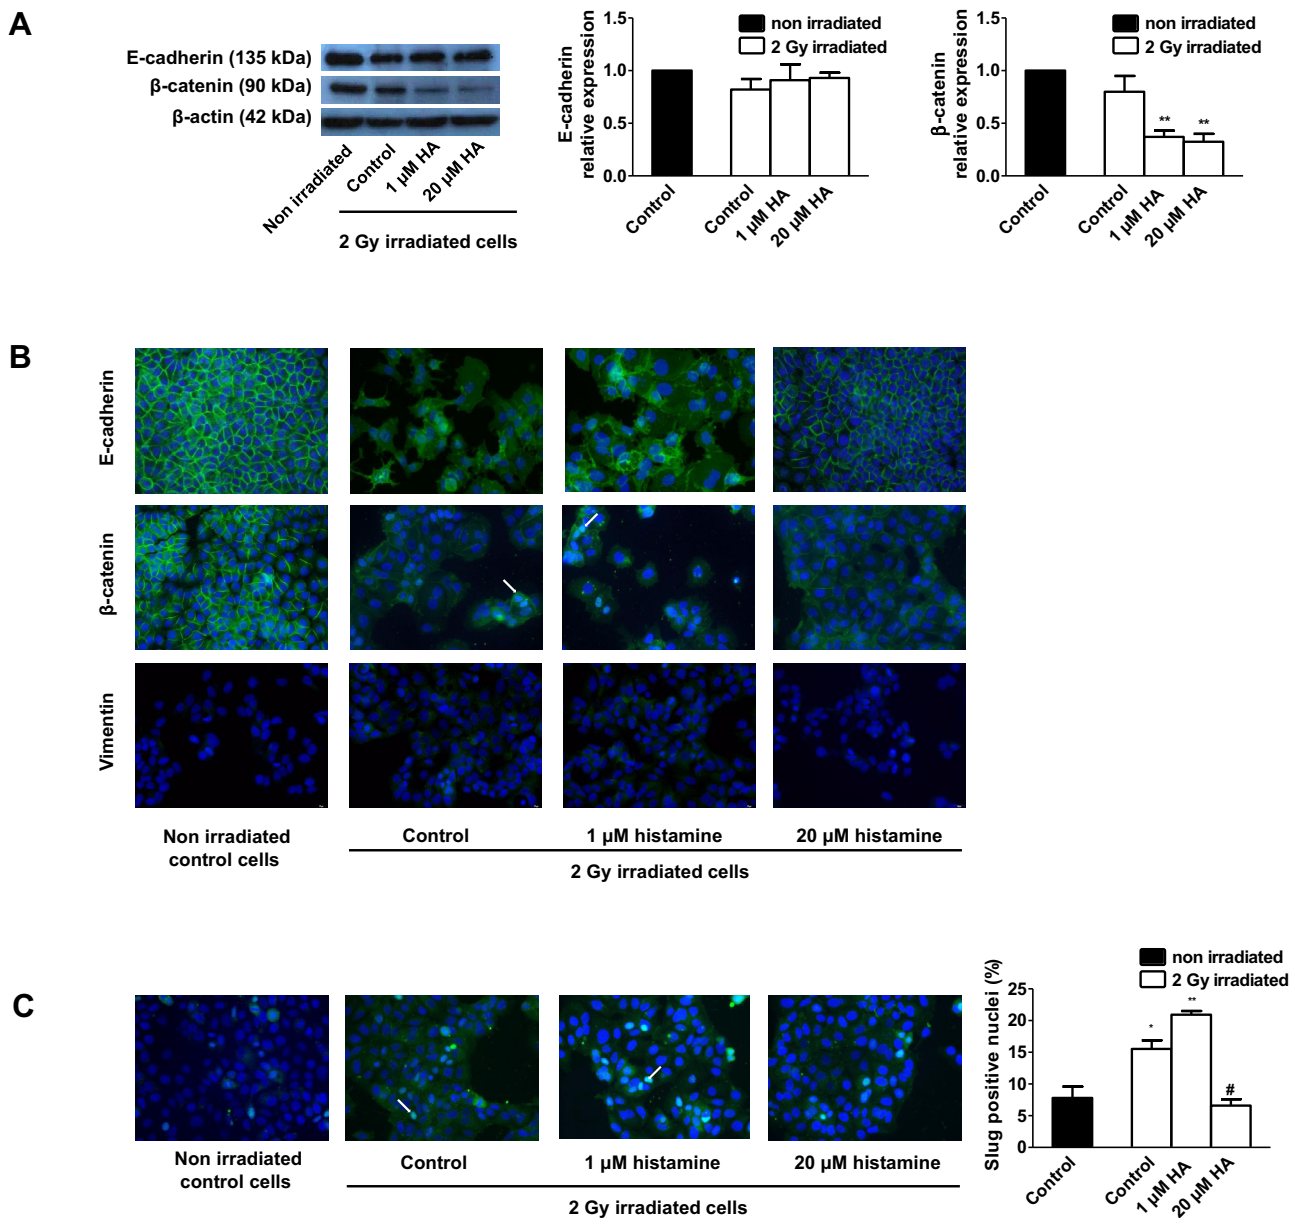 A
E-cadherin (135 kDa)
β-catenin (90 kDa)
β-actin (42 kDa)
Non irradiated
Control
1 µM HA
20 µM HA
2 Gy irradiated cells
E-cadherin
relative expression
1.5
1.0
0.5
0.0
non irradiated
2 Gy irradiated
Control
Control
1 µM HA
20 µM HA
β-catenin
relative expression
1.5
1.0
0.5
0.0
non irradiated
2 Gy irradiated
**
**
Control
Control
1 µM HA
20 µM HA
B
E-cadherin
β-catenin
Vimentin
Non irradiated
control cells
Control
1 µM histamine
20 µM histamine
2 Gy irradiated cells
C
Non irradiated
control cells
Control
1 µM histamine
20 µM histamine
2 Gy irradiated cells
Slug positive nuclei (%)
25
20
15
10
5
0
non irradiated
2 Gy irradiated
*
**
#
Control
Control
1 µM HA
20 µM HA